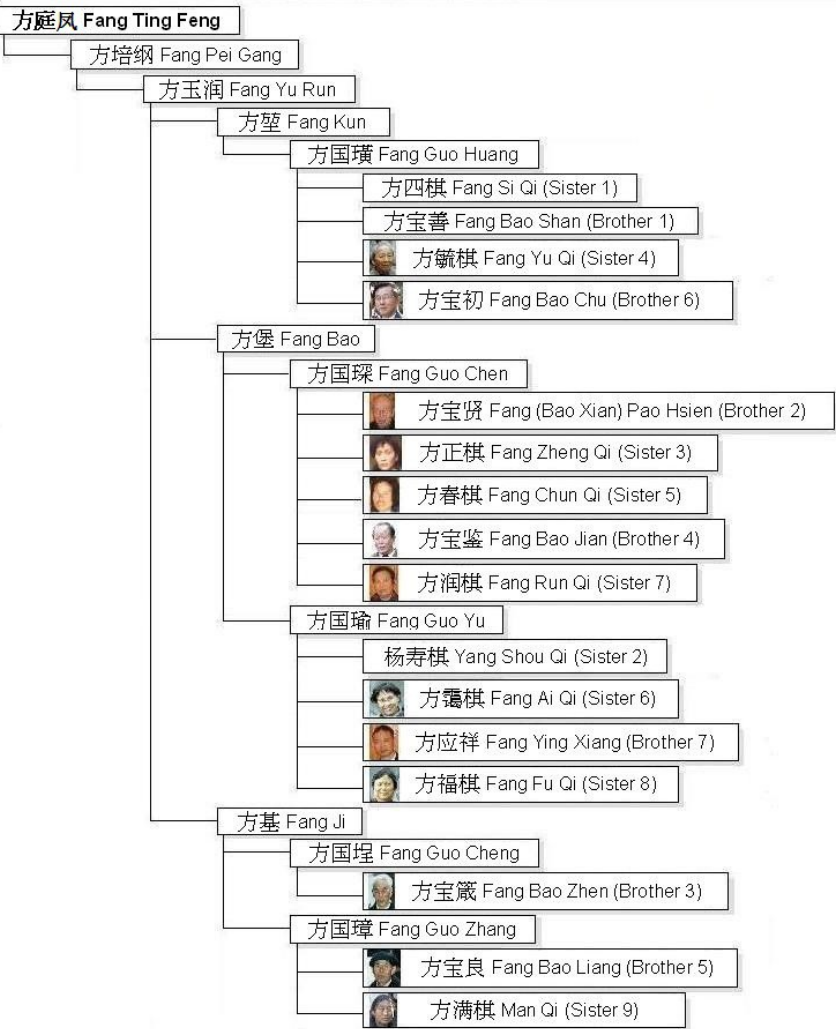 方庭凤 Fang Ting Feng
方培纲 Fang Pei Gang
方玉润 Fang Yu Run
方堃 Fang Kun
方国璜 Fang Guo Huang
方四棋 Fang Si Qi (Sister 1)
方宝善 Fang Bao Shan (Brother 1)
方毓棋 Fang Yu Qi (Sister 4)
方宝初 Fang Bao Chu (Brother 6)
方堡 Fang Bao
方国琛 Fang Guo Chen
方宝贤 Fang (Bao Xian) Pao Hsien (Brother 2)
方正棋 Fang Zheng Qi (Sister 3)
方春棋 Fang Chun Qi (Sister 5)
方宝鉴 Fang Bao Jian (Brother 4)
方润棋 Fang Run Qi (Sister 7)
方国瑜 Fang Guo Yu
杨寿棋 Yang Shou Qi (Sister 2)
方霭棋 Fang Ai Qi (Sister 6)
方应祥 Fang Ying Xiang (Brother 7)
方福棋 Fang Fu Qi (Sister 8)
方基 Fang Ji
方国埕 Fang Guo Cheng
方宝箴 Fang Bao Zhen (Brother 3)
方国璋 Fang Guo Zhang
方宝良 Fang Bao Liang (Brother 5)
方满棋 Man Qi (Sister 9)